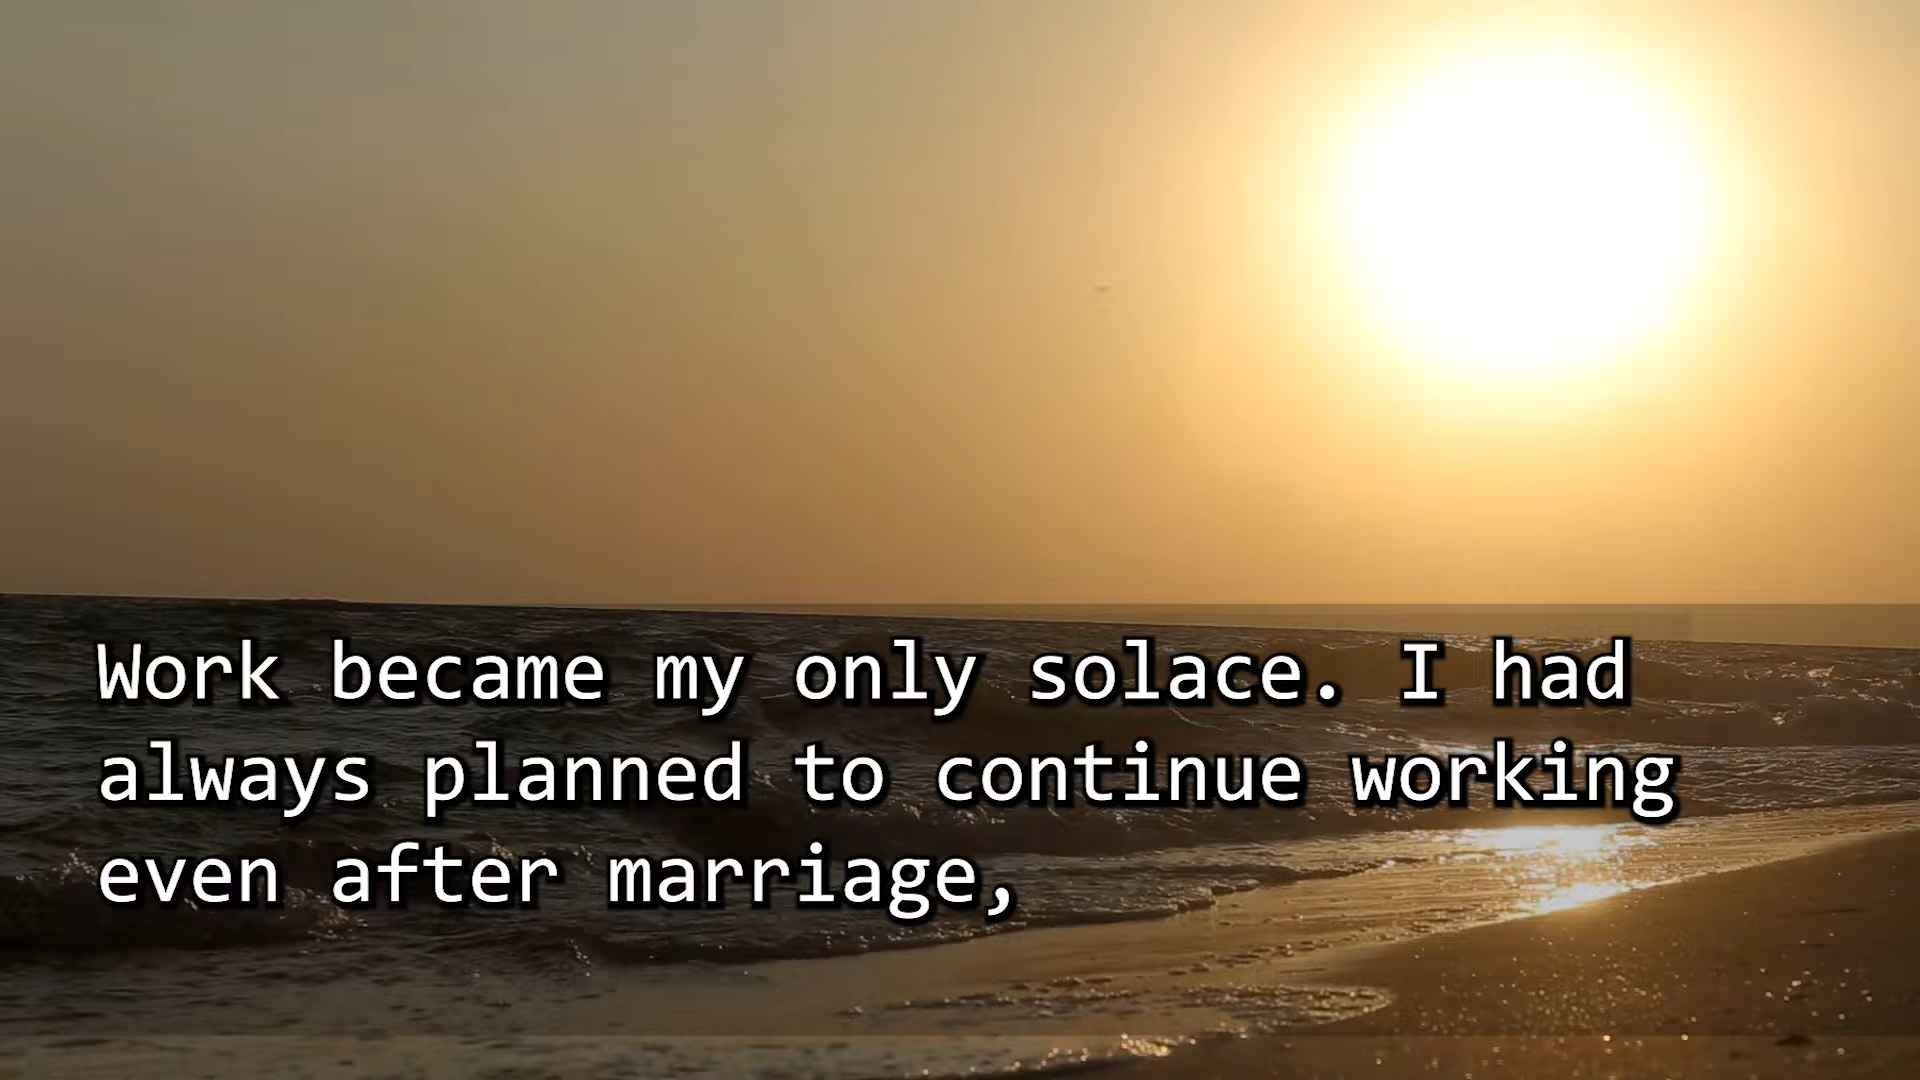 Work became my only solace. I had
always planned to continue working
even after marriage,